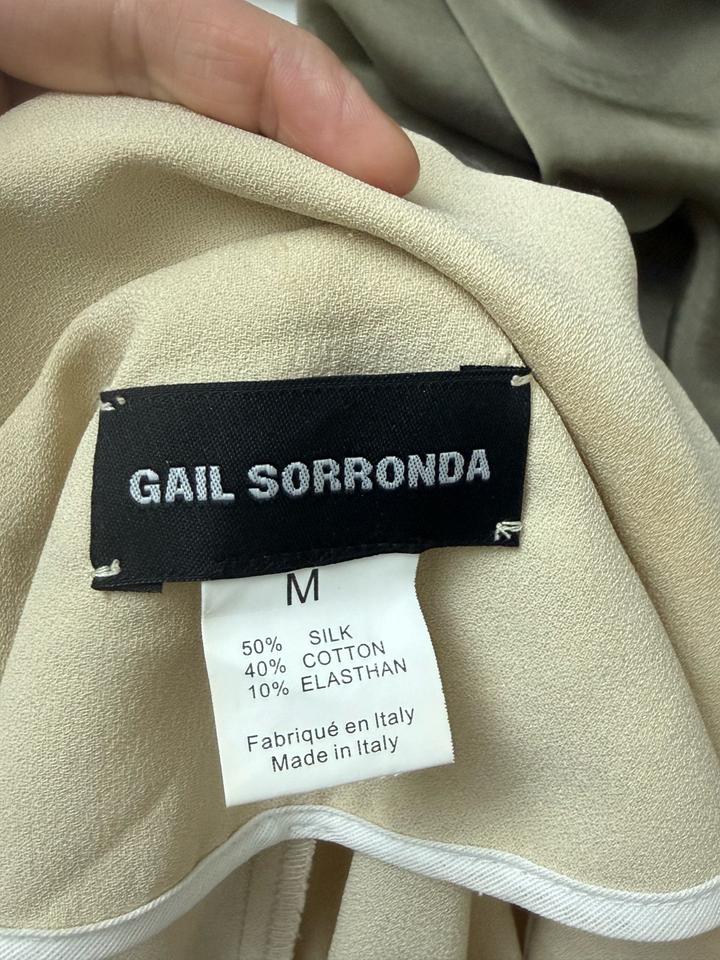 GAIL SORRONDA
M
50% SILK
40% COTTON
10% ELASTHAN
Fabriqué en Italy
Made in Italy